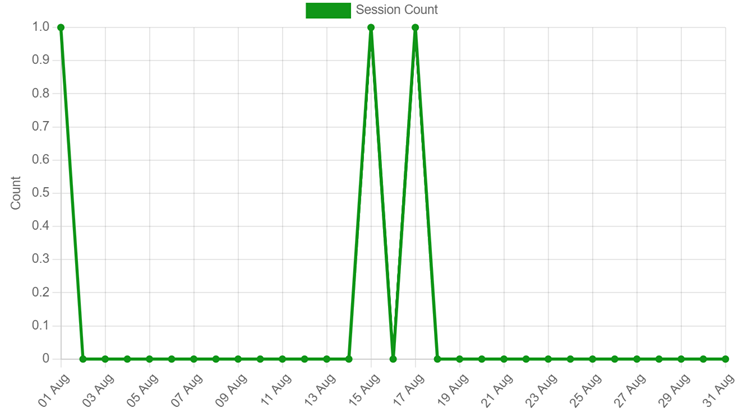 Session Count
1.0
0.9
0.8
0.7
0.6
0.5
0.4
0.3
0.2
0.1
0
Count
01 Aug
03 Aug
05 Aug
07 Aug
09 Aug
11 Aug
13 Aug
15 Aug
17 Aug
19 Aug
21 Aug
23 Aug
25 Aug
27 Aug
29 Aug
31 Aug